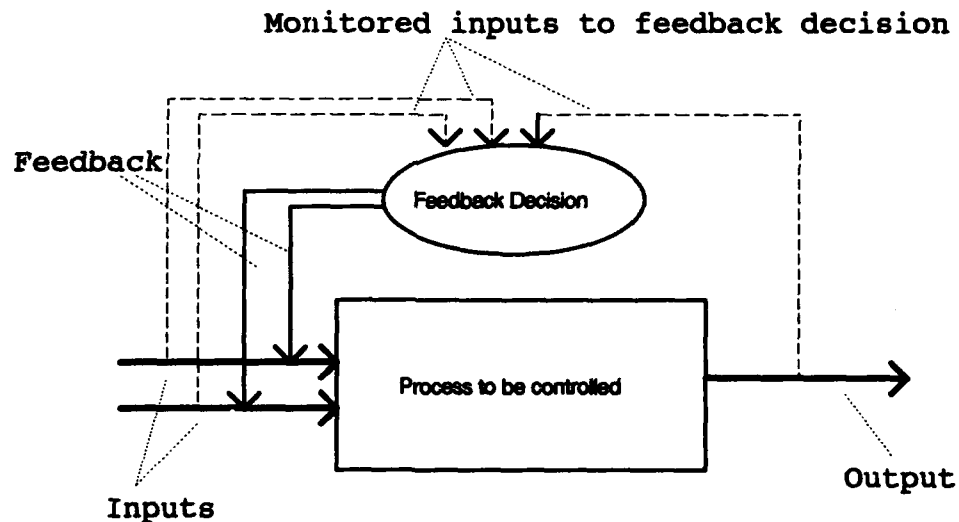 Monitored inputs to feedback decision
Feedback
Feedback Decision
Process to be controlled
Output
Inputs